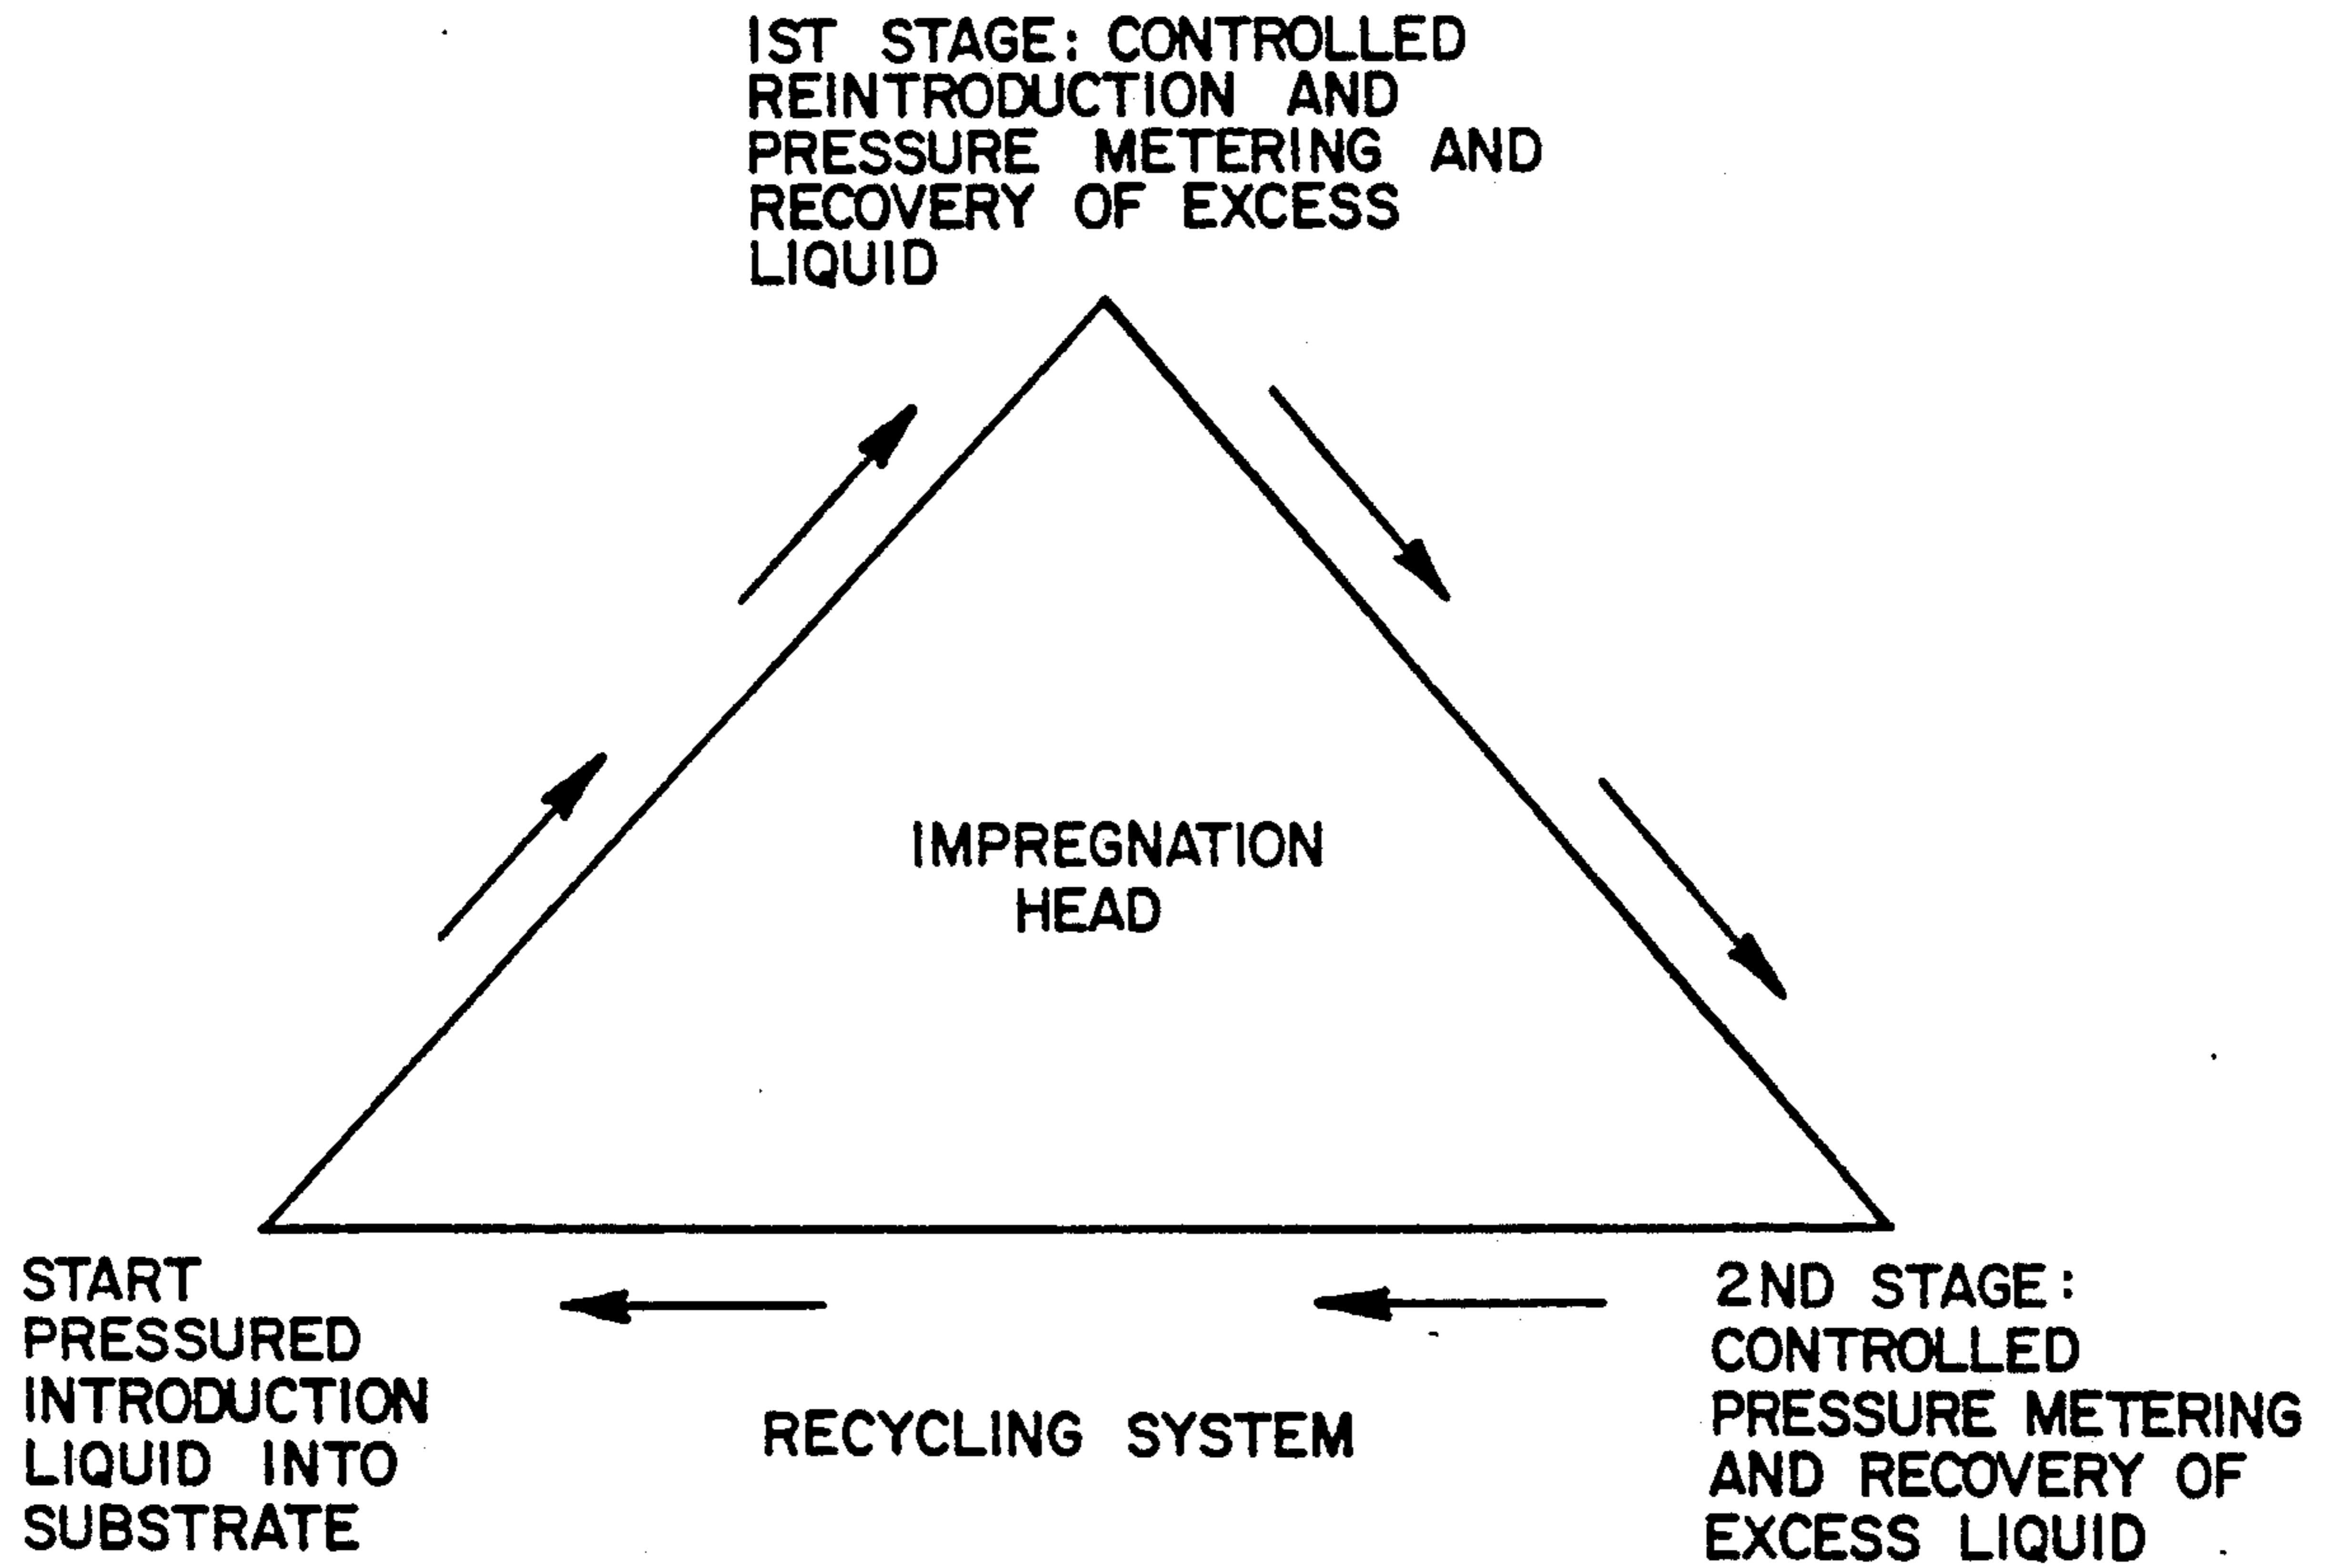 1ST STAGE: CONTROLLED
REINTRODUCTION AND
PRESSURE METERING AND
RECOVERY OF EXCESS
LIQUID
IMPREGNATION
HEAD
START
PRESSURED
INTRODUCTION
LIQUID INTO
SUBSTRATE
RECYCLING SYSTEM
2ND STAGE:
CONTROLLED
PRESSURE METERING
AND RECOVERY OF
EXCESS LIQUID